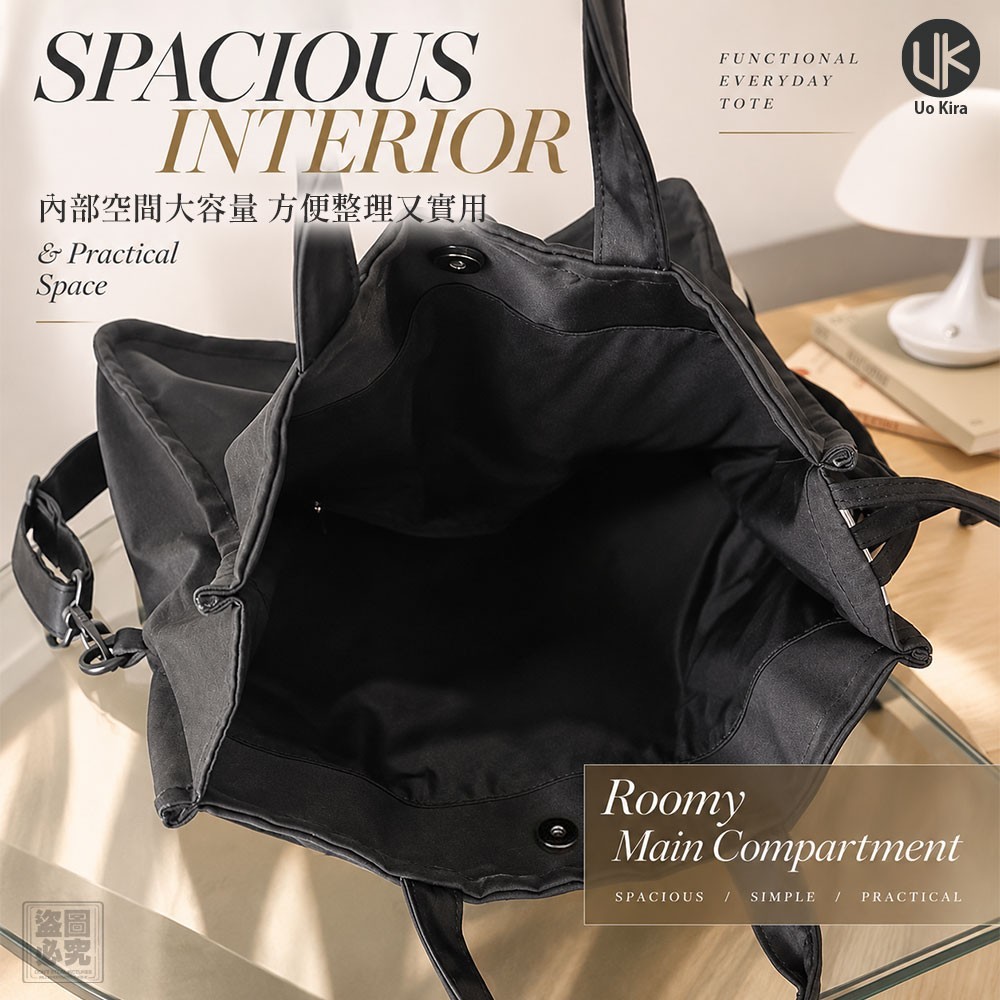 SPACIOUS
INTERIOR
內部空間大容量 方便整理又實用
& Practical
Space
FUNCTIONAL
EVERYDAY
TOTE
UK
Uo Kira
Roomy
Main Compartment
SPACIOUS / SIMPLE / PRACTICAL
盜圖
必究